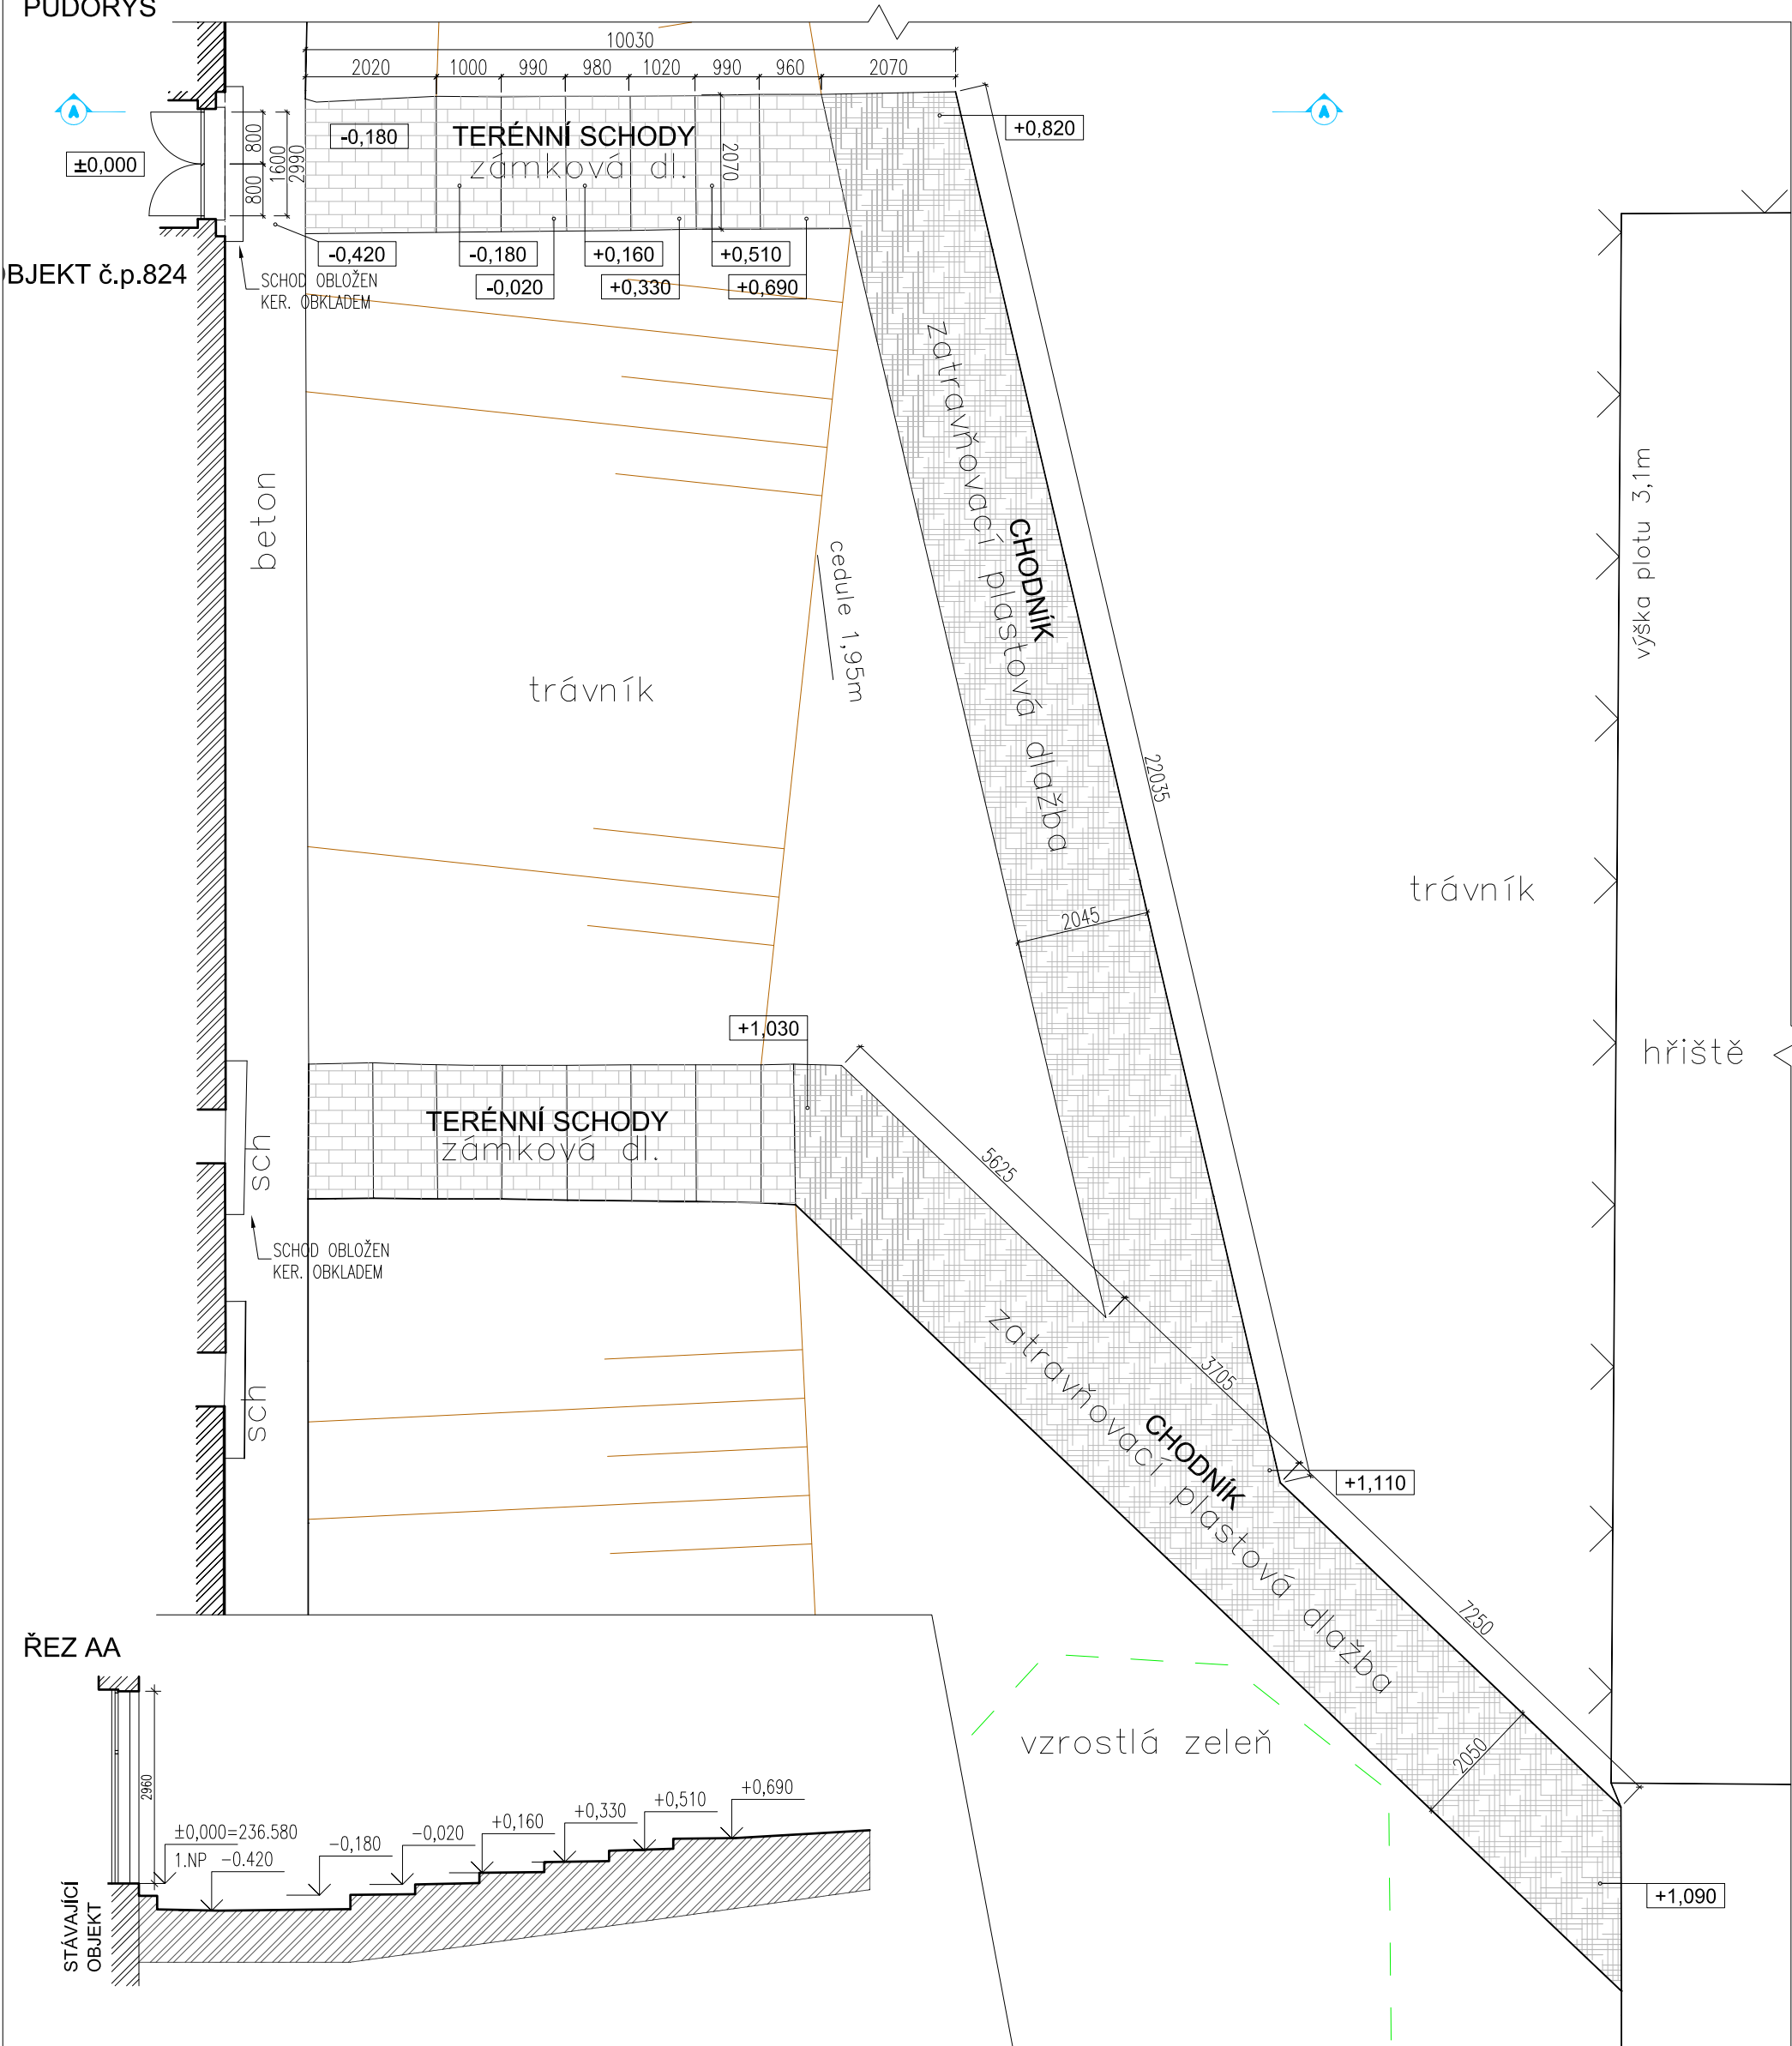 PŮDORYS
10030
2020 1000 990 980 1020 990 960 2070
A
A
±0,000
800
800
1600
2990
-0,180
TERÉNNÍ SCHODY
zámková dl.
2070
+0,820
-0,420
-0,180
+0,160
+0,510
-0,020
+0,330
+0,690
BJEKT č.p.824
SCHOD OBLOŽEN
KER. OBKLADEM
beton
trávník
cedule 1,95m
zatravňovací plastová dlažba
CHODNÍK
22035
2045
výška plotu 3,1m
trávník
hřiště
+1,030
TERÉNNÍ SCHODY
zámková dl.
sch
SCHOD OBLOŽEN
KER. OBKLADEM
sch
5625
3705
7250
zatravňovací plastová dlažba
CHODNÍK
+1,110
2050
+1,090
vzrostlá zeleň
ŘEZ AA
2960
±0,000=236.580
1.NP
-0.420
-0,180
-0,020
+0,160
+0,330
+0,510
+0,690
STÁVAJÍCÍ
OBJEKT